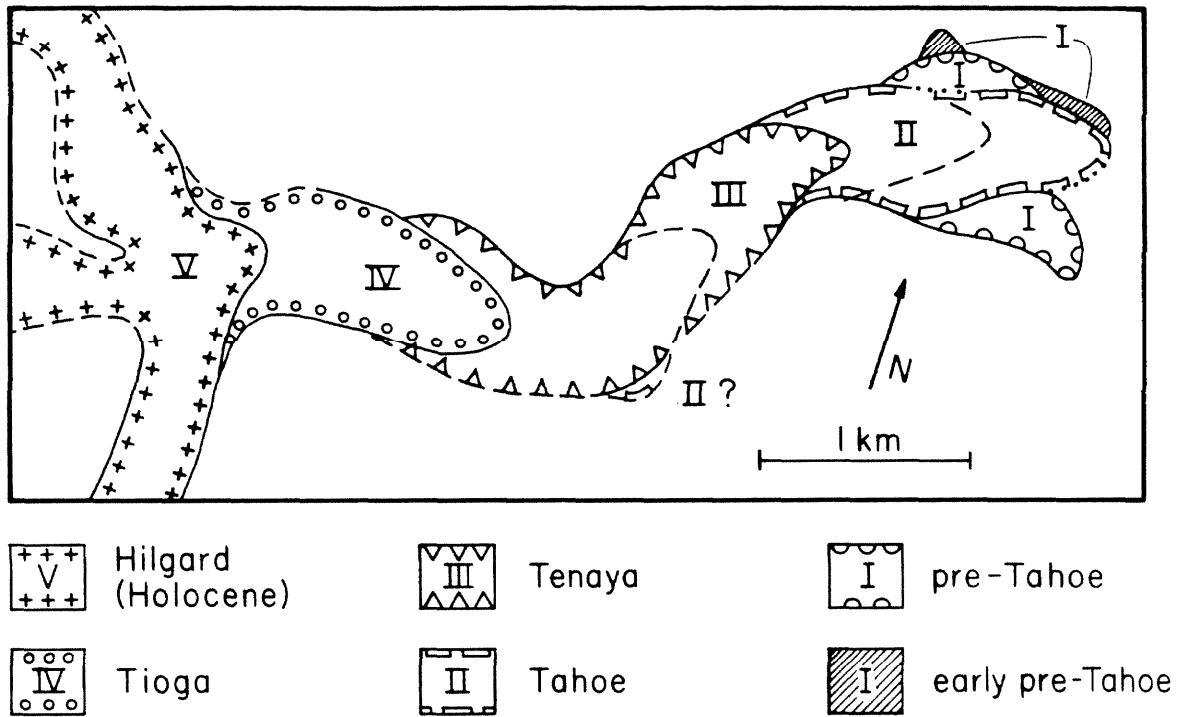 I
I
II
III
I
V
IV
N
II ?
1 km
V Hilgard
(Holocene)
III Tenaya
I pre-Tahoe
IV Tioga
II Tahoe
I early pre-Tahoe